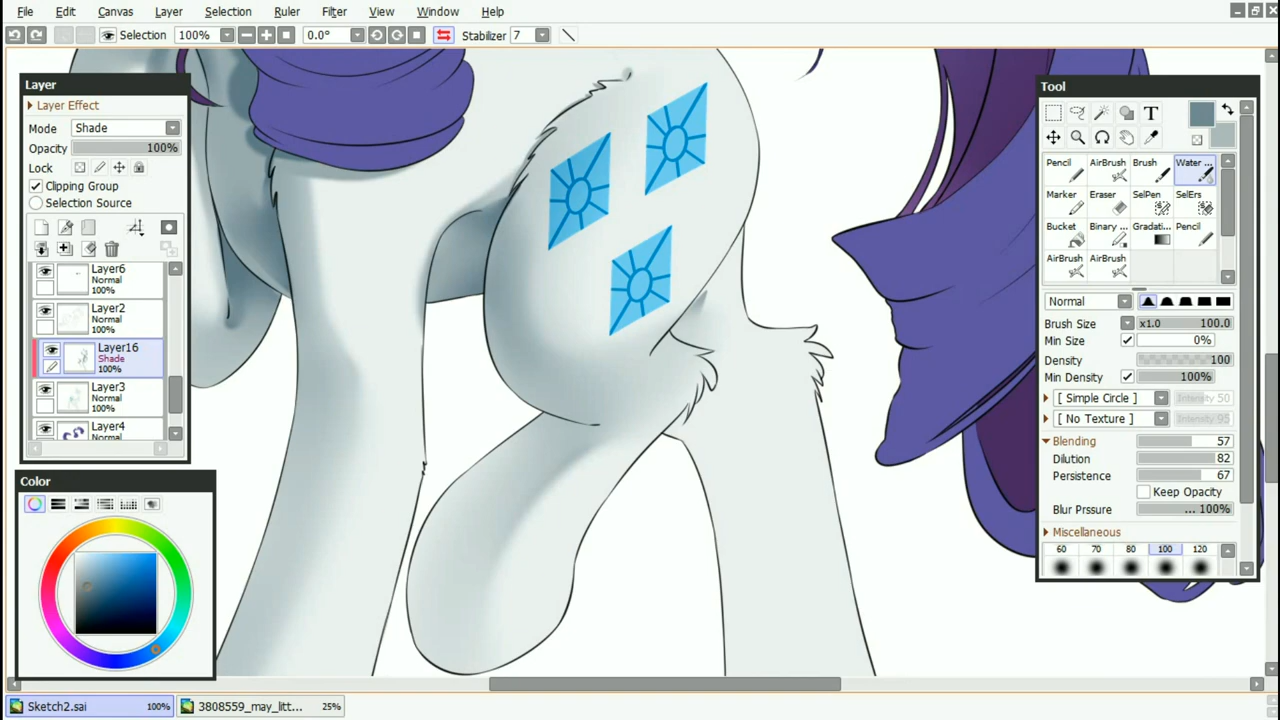 File Edit Canvas Layer Selection Ruler Filter View Window Help
Selection 100% 0.0° Stabilizer 7
Layer
Layer Effect
Mode Shade
Opacity 100%
Lock
Clipping Group
Selection Source
Layer6
Normal
100%
Layer2
Normal
100%
Layer16
Shade
100%
Layer3
Normal
100%
Layer4
Normal
Color
Tool
T
Pencil AirBrush Brush Water ...
Marker Eraser SelPen SelErs
Bucket Binary ... Gradati... Pencil
AirBrush AirBrush
Normal
Brush Size x1.0 100.0
Min Size 0%
Density 100
Min Density 100%
[ Simple Circle ] Intensity 50
[ No Texture ] Intensity 95
Blending 57
Dilution 82
Persistence 67
Keep Opacity
Blur Prssure ... 100%
Miscellaneous
60 70 80 100 120
Sketch2.sai 100% 3808559_may_litt... 25%